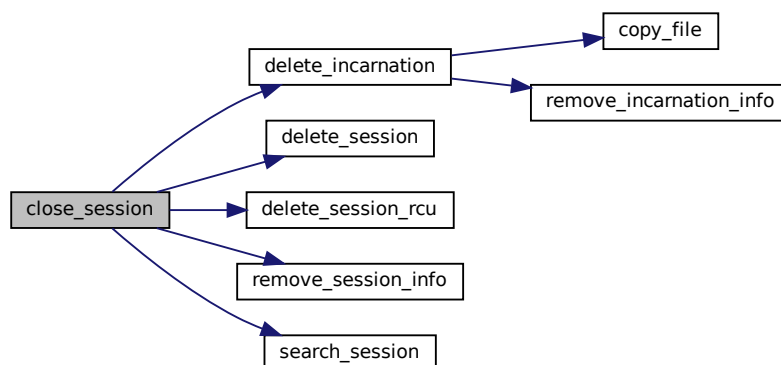 copy_file
delete_incarnation
remove_incarnation_info
delete_session
close_session
delete_session_rcu
remove_session_info
search_session